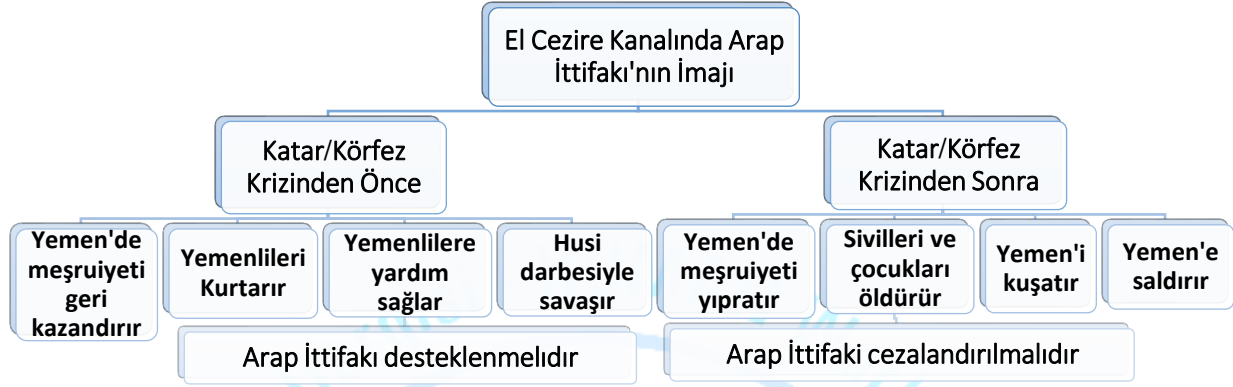 El Cezire Kanalında Arap
İttifakı'nın İmajı
Katar/Körfez
Krizinden Önce
Katar/Körfez
Krizinden Sonra
Yemen'de
meşruiyeti
geri
kazandırır
Yemenlileri
Kurtarır
Yemenlilere
yardım
sağlar
Husi
darbesiyle
savaşır
Yemen'de
meşruiyeti
yıpratır
Sivilleri ve
çocukları
öldürür
Yemen'i
kuşatır
Yemen'e
saldırır
Arap İttifakı desteklenmelıdır
Arap İttifaki cezalandırılmalıdır